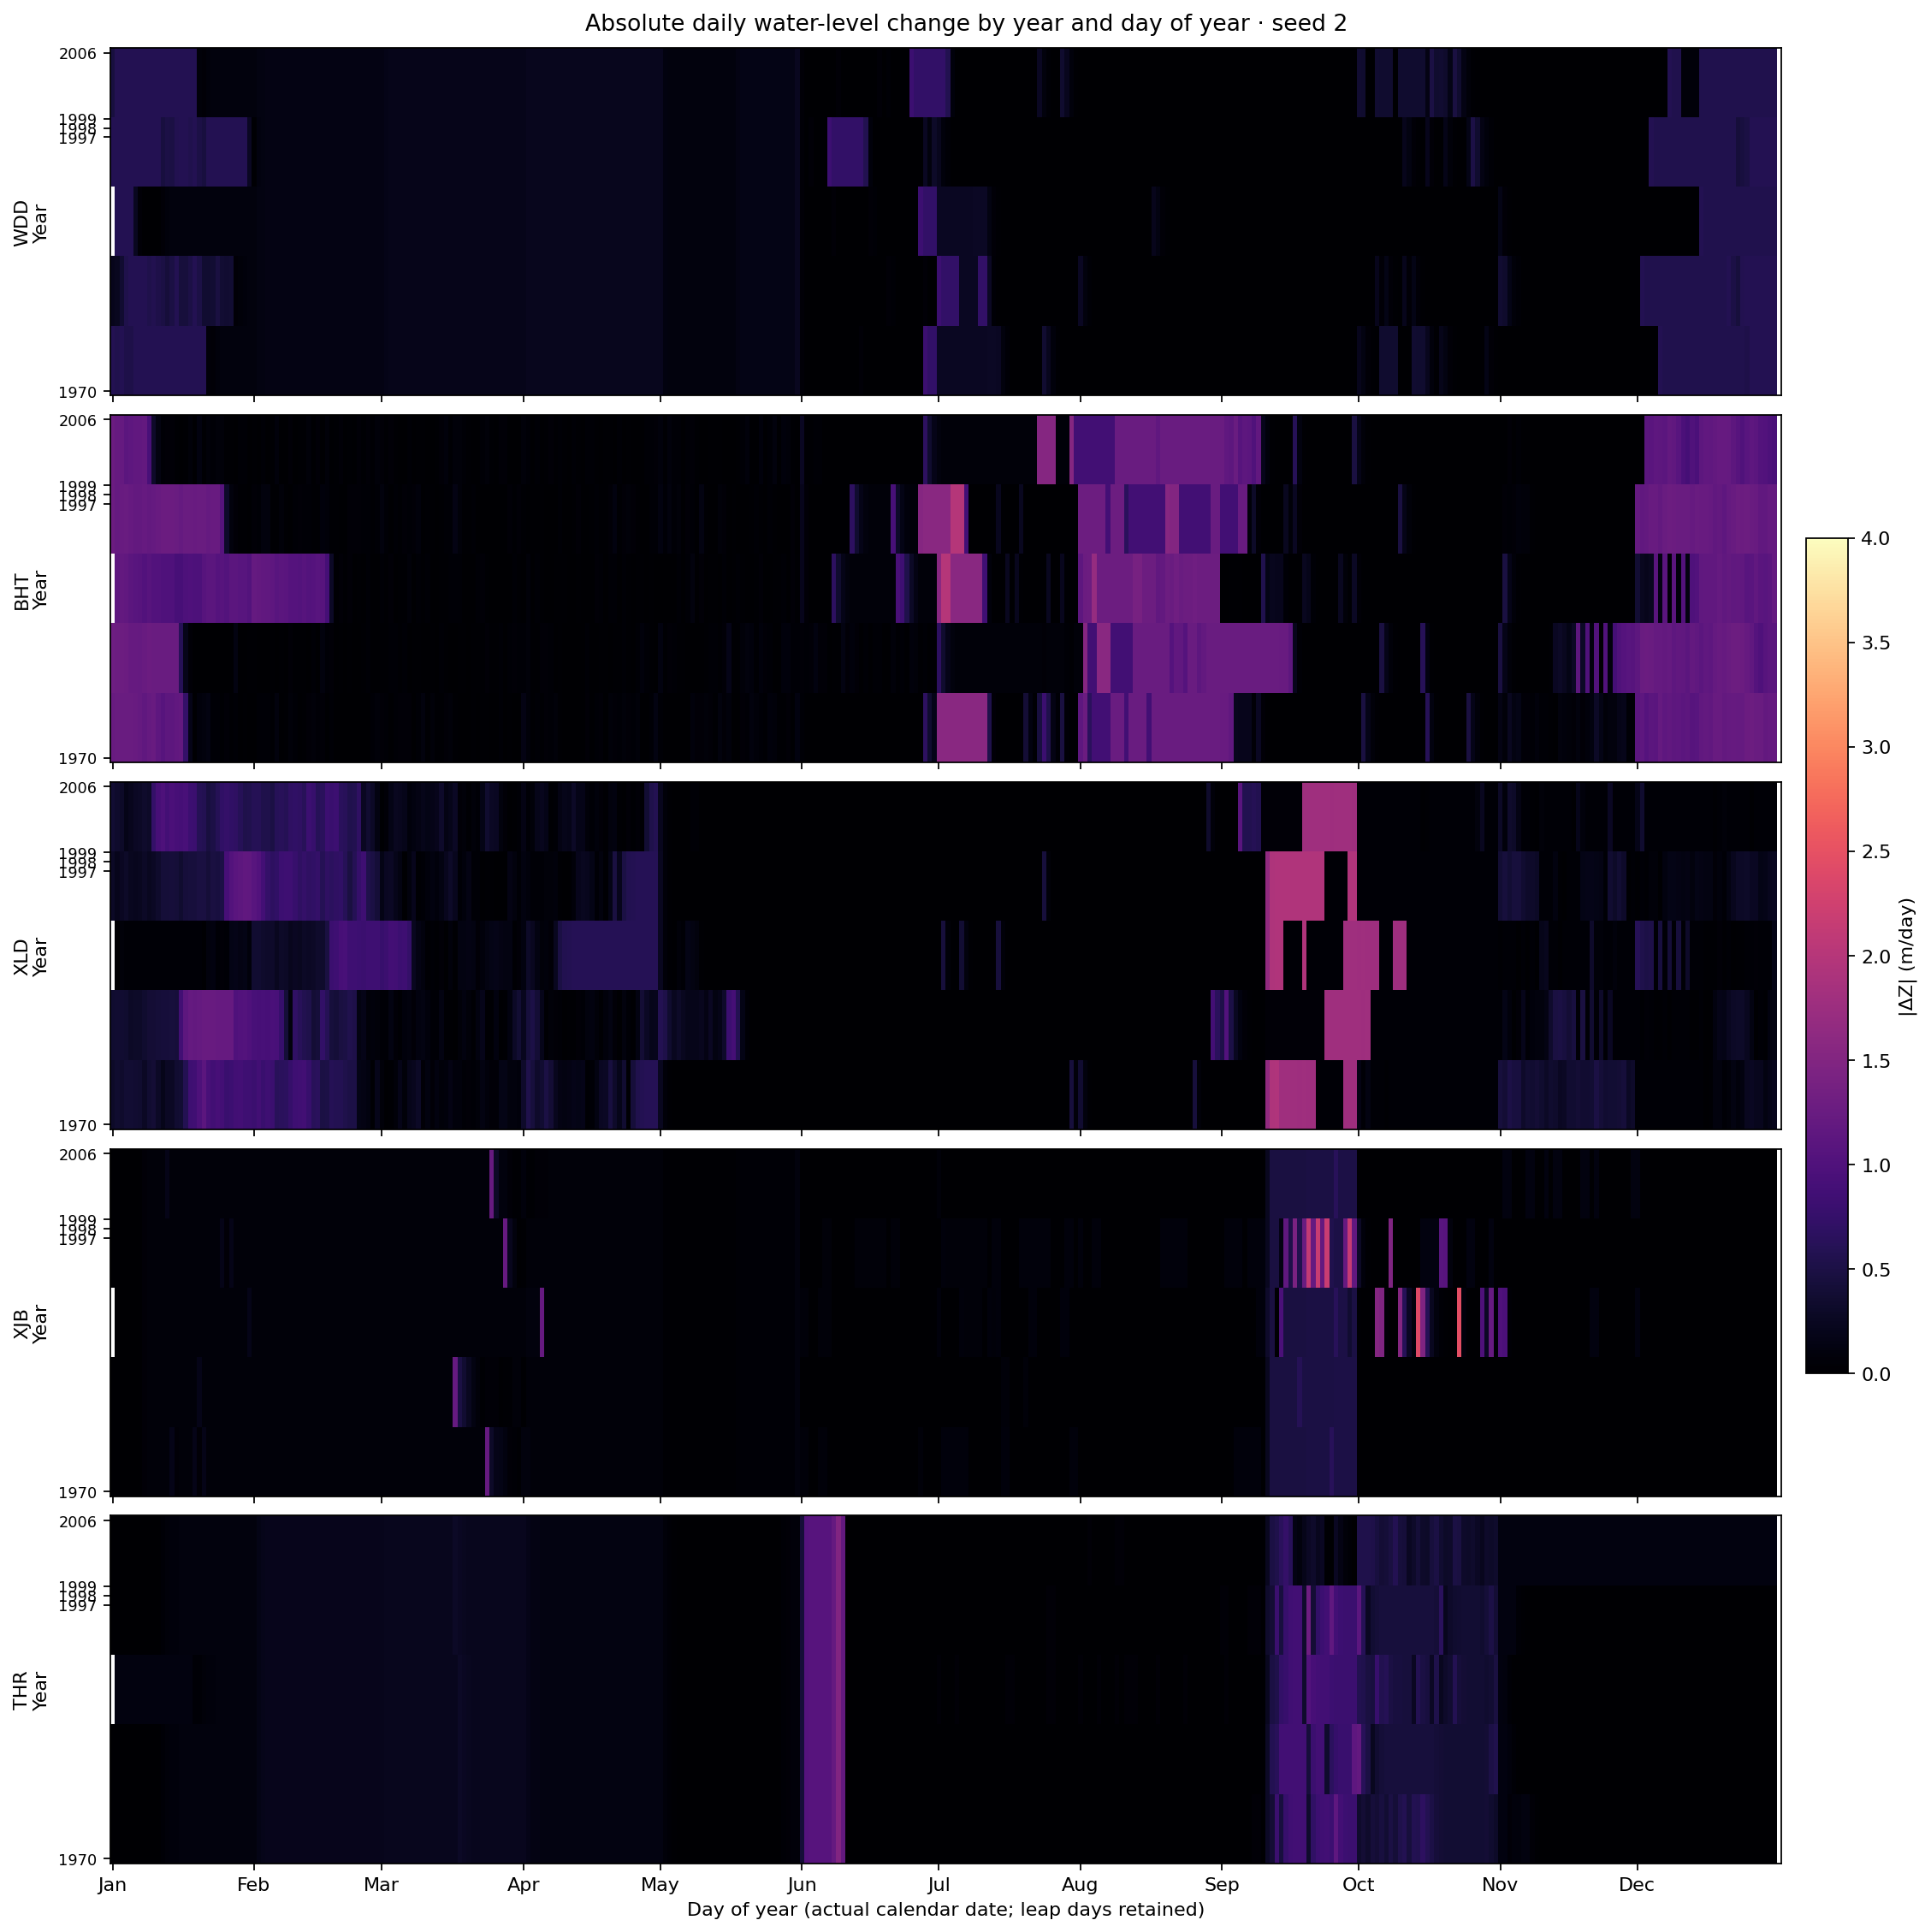 Absolute daily water-level change by year and day of year · seed 2
2006
1999
1998
1997
1970
WDD
Year
2006
1999
1998
1997
1970
BHT
Year
2006
1999
1998
1997
1970
XLD
Year
2006
1999
1998
1997
1970
XJB
Year
2006
1999
1998
1997
1970
THR
Year
Jan Feb Mar Apr May Jun Jul Aug Sep Oct Nov Dec
Day of year (actual calendar date; leap days retained)
4.0
3.5
3.0
2.5
2.0
1.5
1.0
0.5
0.0
|ΔZ| (m/day)